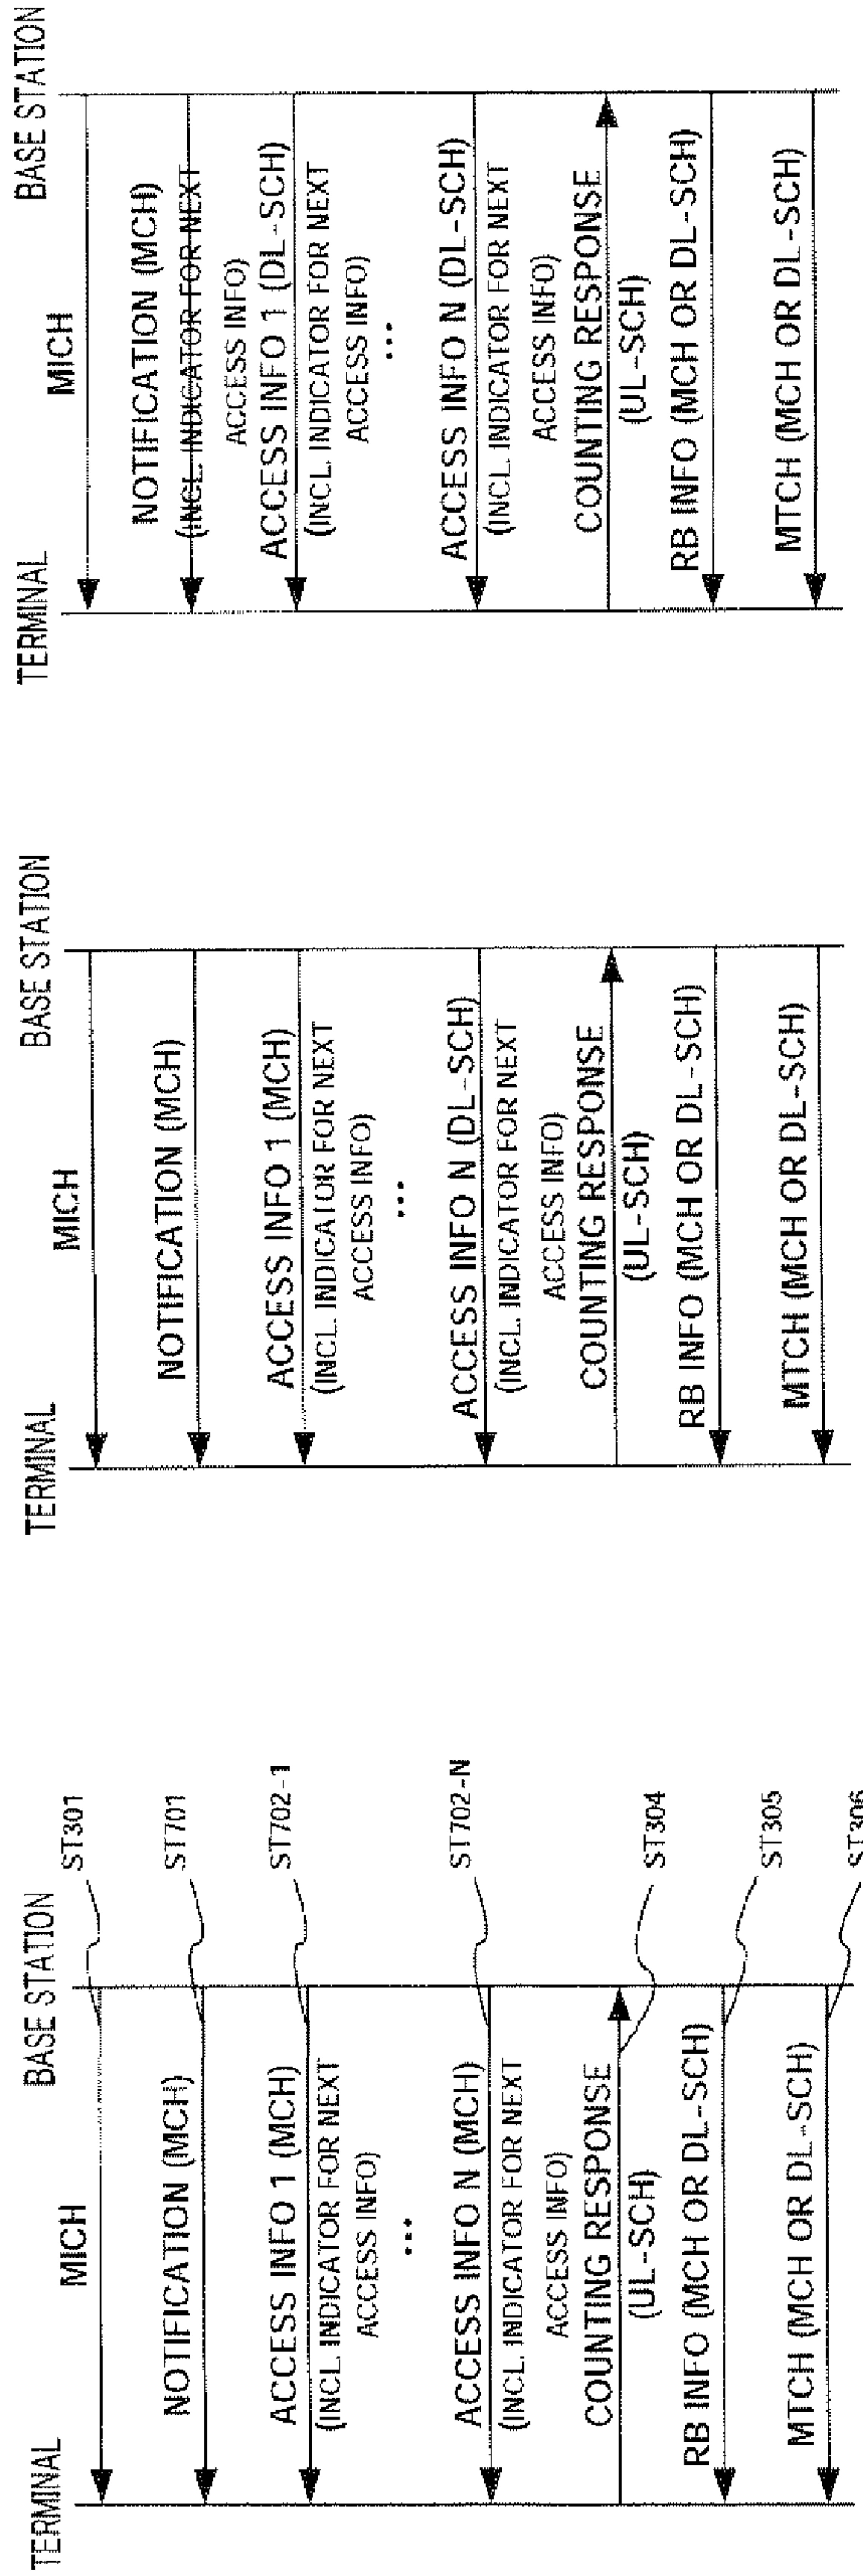 TERMINAL
BASE STATION
MICH
ST301
NOTIFICATION (MCH)
ST701
ACCESS INFO 1 (MCH)
ST702-1
(INCL. INDICATOR FOR NEXT
ACCESS INFO)
...
ACCESS INFO N (MCH)
ST702-N
(INCL. INDICATOR FOR NEXT
ACCESS INFO)
COUNTING RESPONSE
(UL-SCH)
ST304
RB INFO (MCH OR DL-SCH)
ST305
MTCH (MCH OR DL-SCH)
ST306
TERMINAL
BASE STATION
MICH
NOTIFICATION (MCH)
ACCESS INFO 1 (MCH)
(INCL. INDICATOR FOR NEXT
ACCESS INFO)
...
ACCESS INFO N (DL-SCH)
(INCL. INDICATOR FOR NEXT
ACCESS INFO)
COUNTING RESPONSE
(UL-SCH)
RB INFO (MCH OR DL-SCH)
MTCH (MCH OR DL-SCH)
TERMINAL
BASE STATION
MICH
NOTIFICATION (MCH)
(INCL. INDICATOR FOR NEXT
ACCESS INFO)
ACCESS INFO 1 (DL-SCH)
(INCL. INDICATOR FOR NEXT
ACCESS INFO)
...
ACCESS INFO N (DL-SCH)
(INCL. INDICATOR FOR NEXT
ACCESS INFO)
COUNTING RESPONSE
(UL-SCH)
RB INFO (MCH OR DL-SCH)
MTCH (MCH OR DL-SCH)